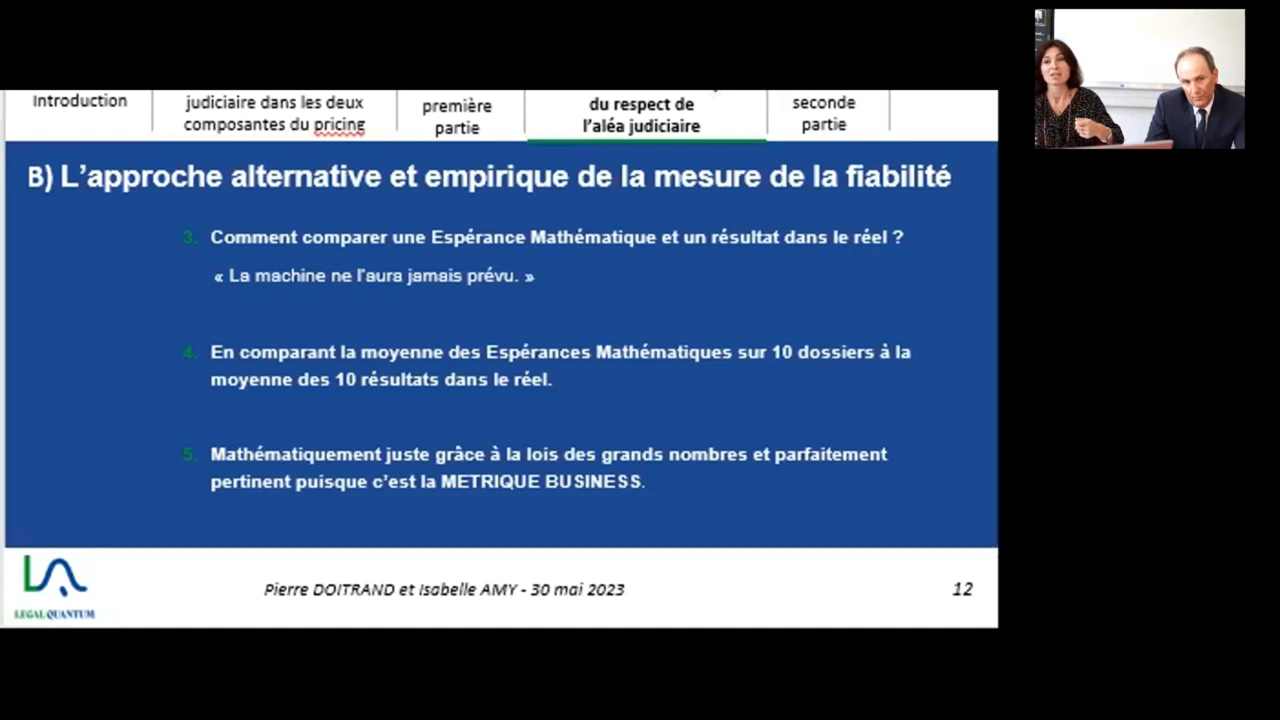 Introduction
judiciaire dans les deux
composantes du pricing
première
partie
du respect de
l'aléa judiciaire
seconde
partie
B) L'approche alternative et empirique de la mesure de la fiabilité
3. Comment comparer une Espérance Mathématique et un résultat dans le réel ?
« La machine ne l'aura jamais prévu. »
4. En comparant la moyenne des Espérances Mathématiques sur 10 dossiers à la
moyenne des 10 résultats dans le réel.
5. Mathématiquement juste grâce à la lois des grands nombres et parfaitement
pertinent puisque c'est la METRIQUE BUSINESS.
LEGAL QUANTUM
Pierre DOITRAND et Isabelle AMY - 30 mai 2023
12